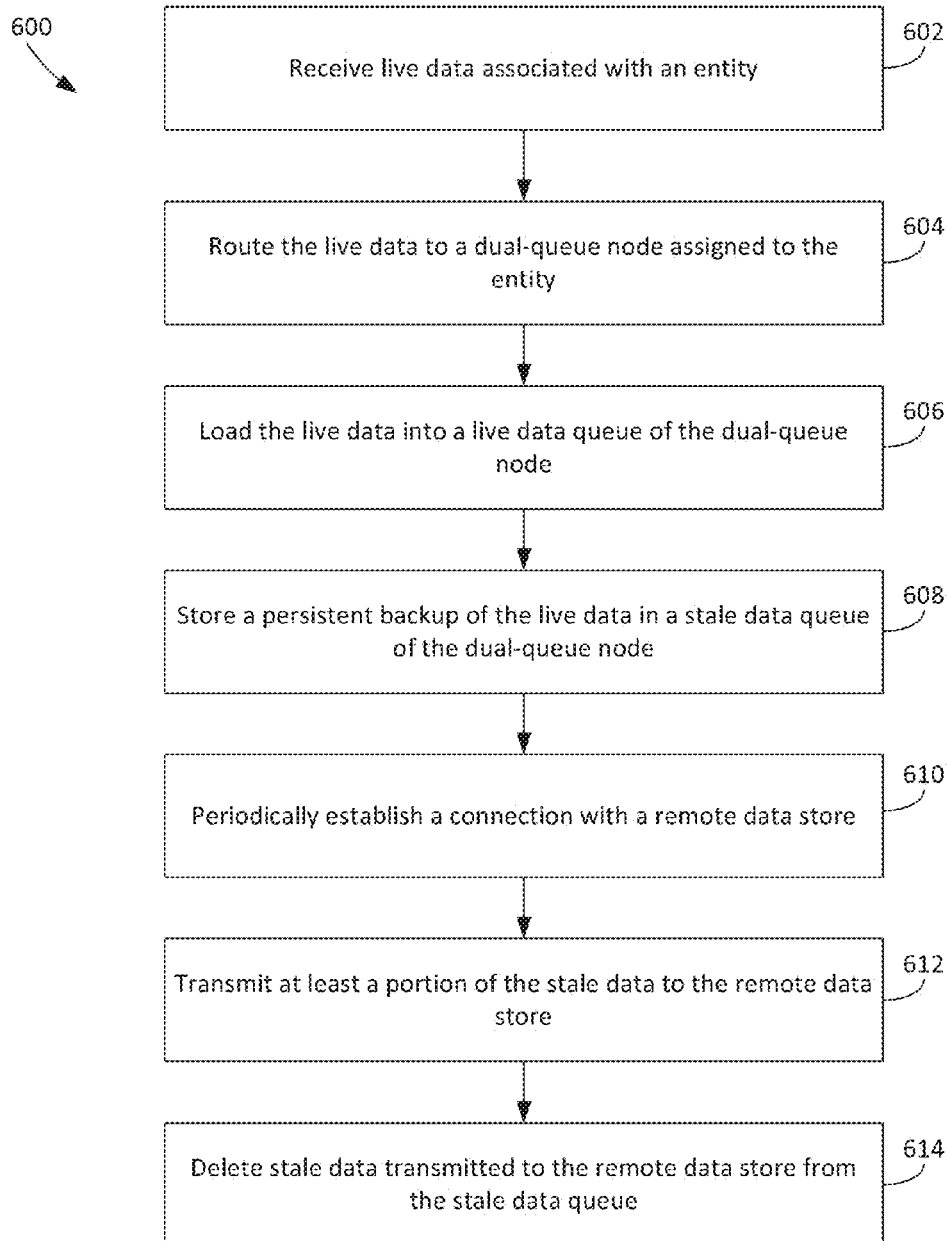 600
602
Receive live data associated with an entity
604
Route the live data to a dual-queue node assigned to the
entity
606
Load the live data into a live data queue of the dual-queue
node
608
Store a persistent backup of the live data in a stale data queue
of the dual-queue node
610
Periodically establish a connection with a remote data store
612
Transmit at least a portion of the stale data to the remote data
store
614
Delete stale data transmitted to the remote data store from
the stale data queue